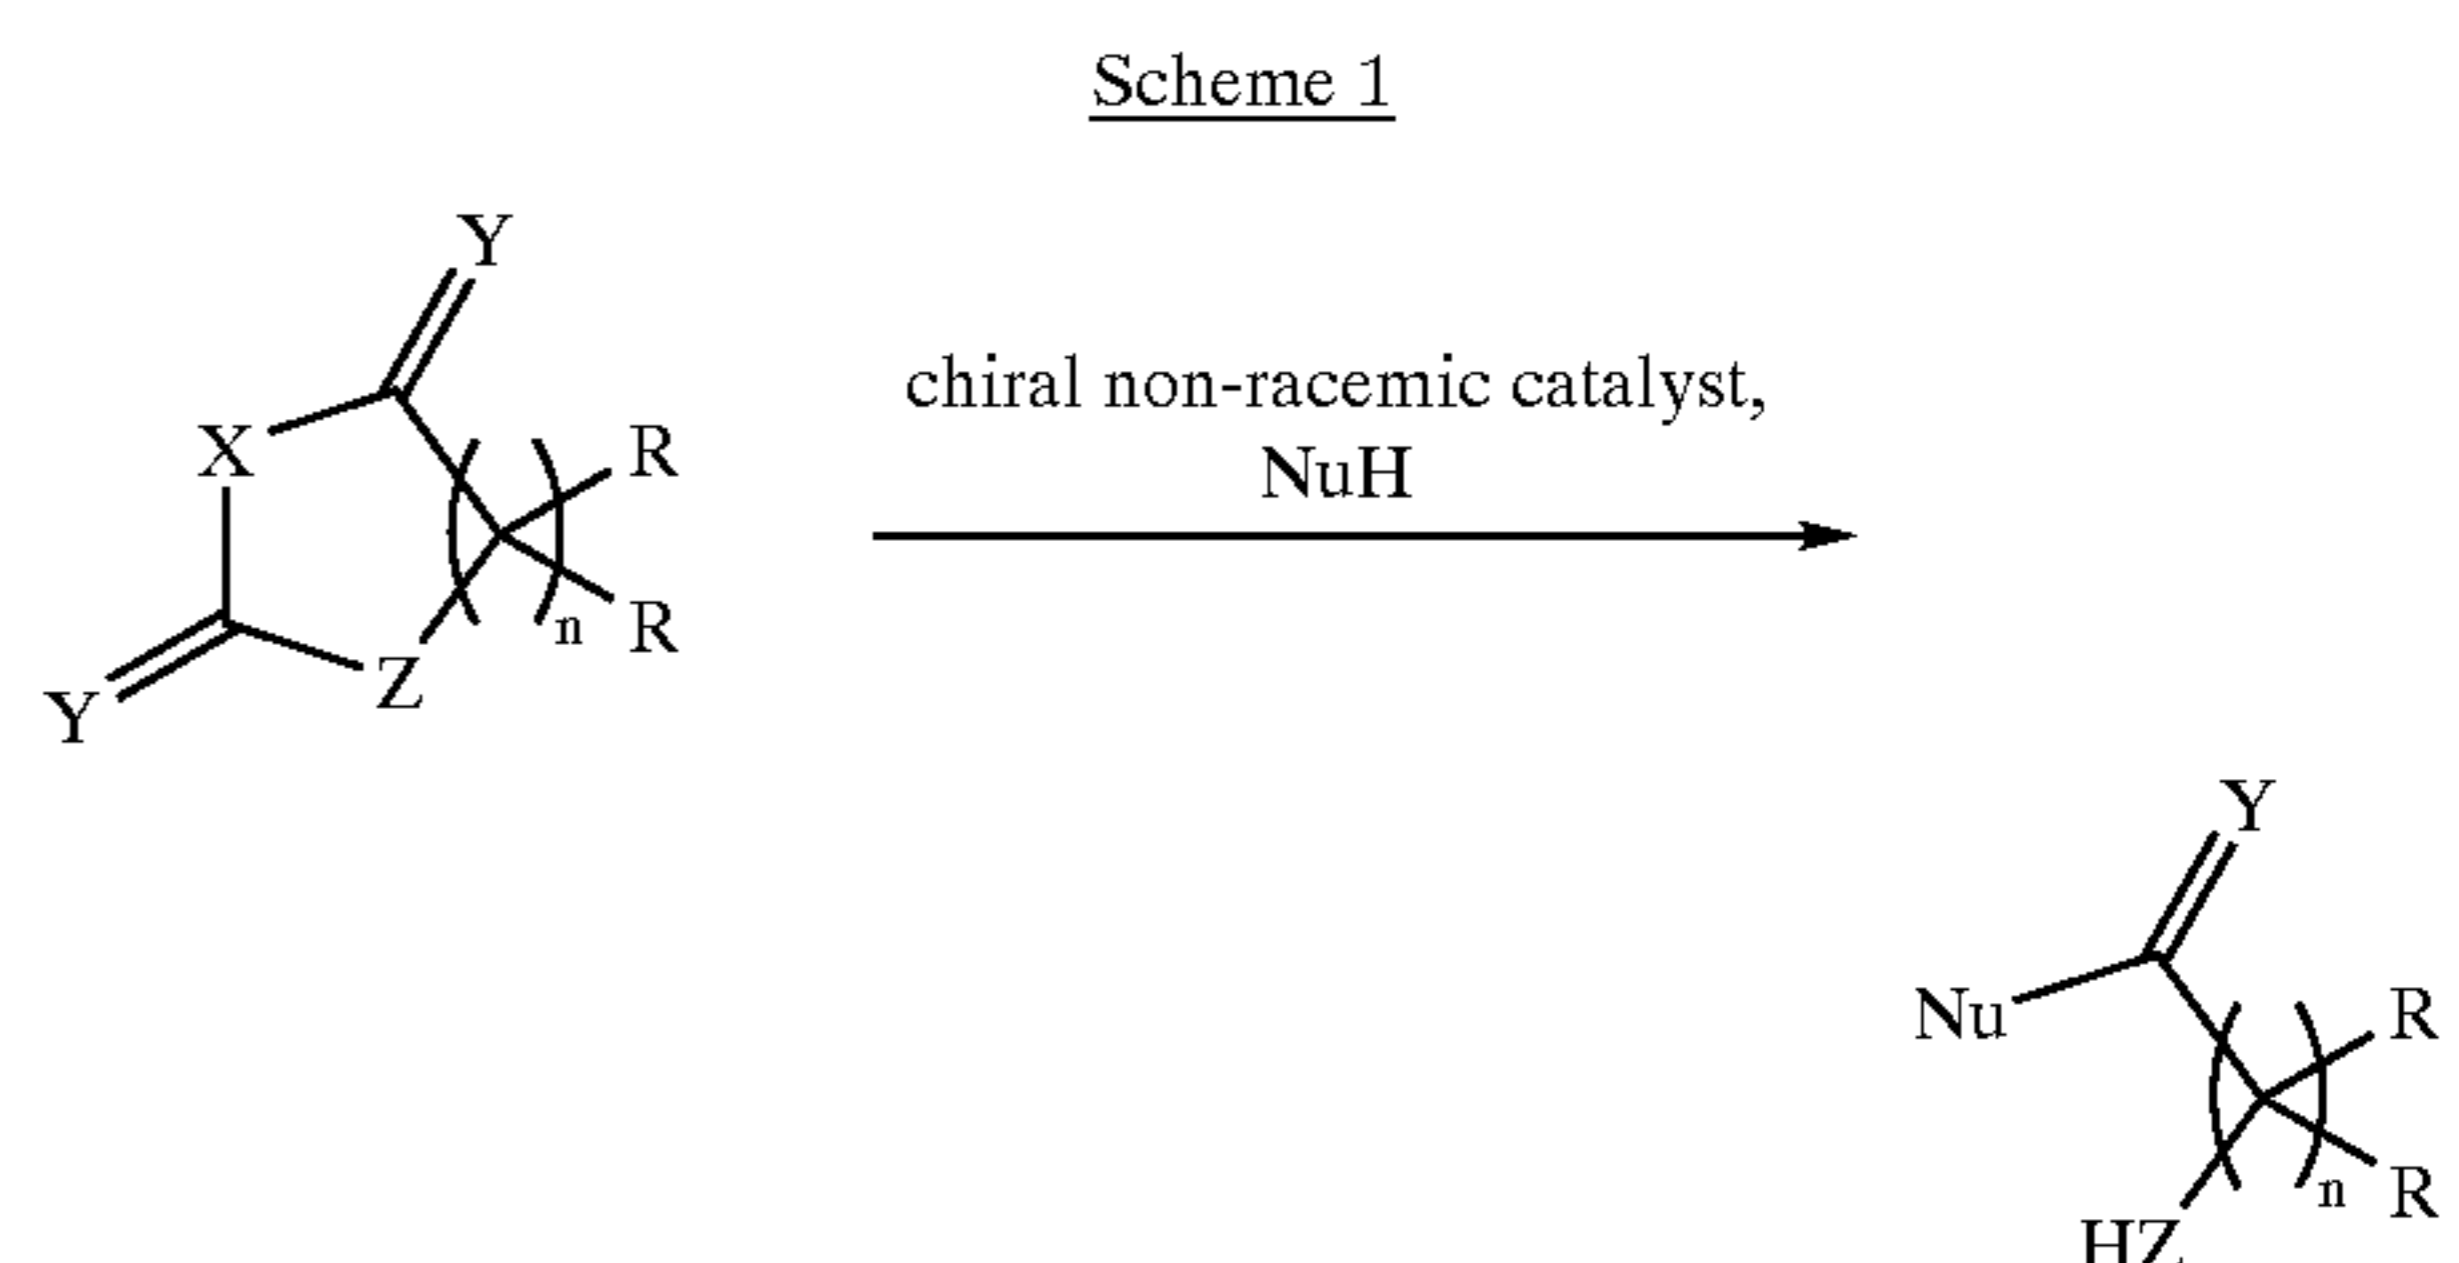 Scheme 1
Y
X
R
R
n
Z
Y
chiral non-racemic catalyst,
NuH
Y
Nu
R
R
n
HZ